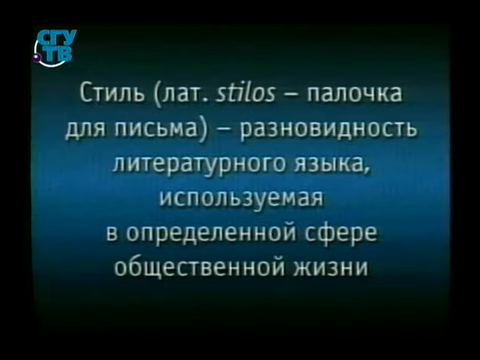 СГУ
ТВ
Стиль (лат. stilos – палочка
для письма) – разновидность
литературного языка,
используемая
в определенной сфере
общественной жизни